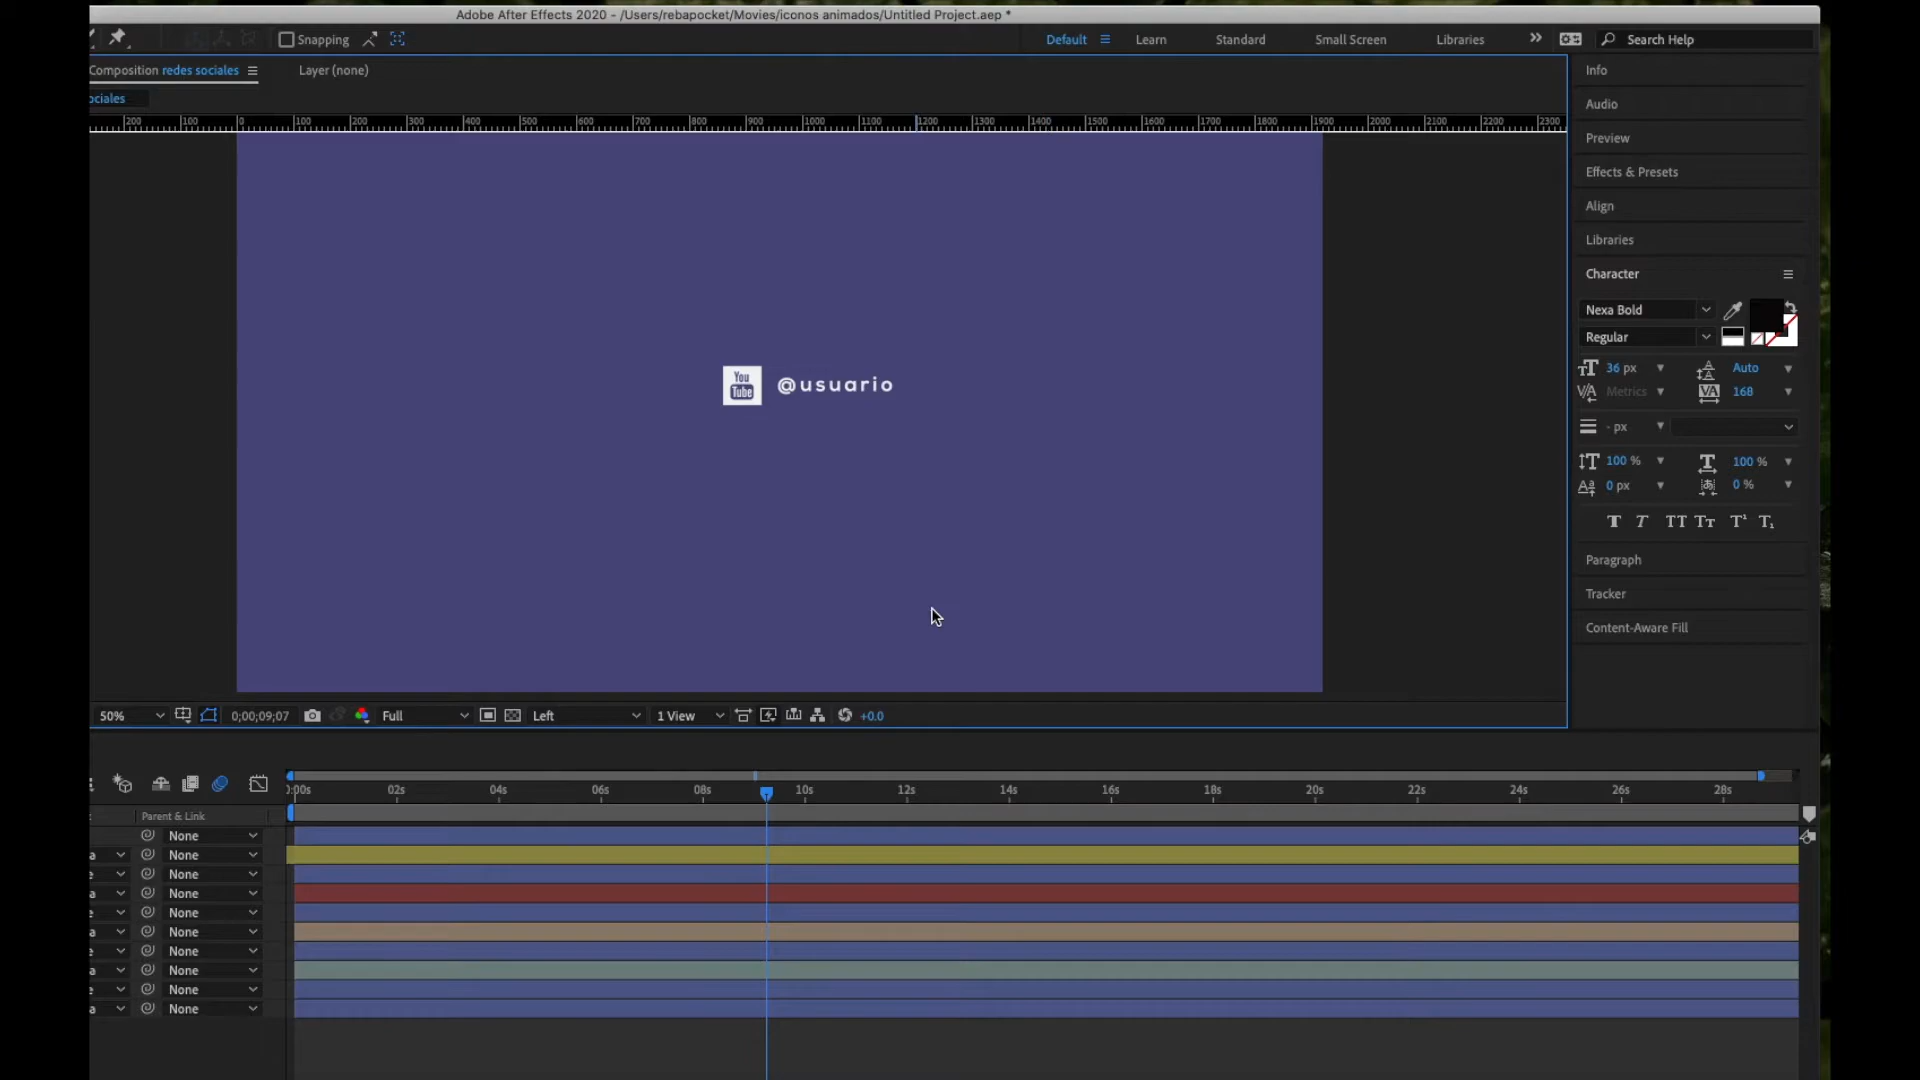 Adobe After Effects 2020 - /Users/rebapocket/Movies/iconos animados/Untitled Project.aep *
Snapping
Default
Learn
Standard
Small Screen
Libraries
Search Help
Composition redes sociales
Layer (none)
ociales
200 100 0 100 200 300 400 500 600 700 800 900 1000 1100 1200 1300 1400 1500 1600 1700 1800 1900 2000 2100 2200 2300
You
Tube
@usuario
Info
Audio
Preview
Effects & Presets
Align
Libraries
Character
Nexa Bold
Regular
36 px
Auto
Metrics
168
- px
100 %
100 %
0 px
0 %
Paragraph
Tracker
Content-Aware Fill
50%
0;00;09;07
Full
Left
1 View
+0.0
0:00s 02s 04s 06s 08s 10s 12s 14s 16s 18s 20s 22s 24s 26s 28s
Parent & Link
None
a None
e None
a None
e None
a None
e None
a None
e None
a None